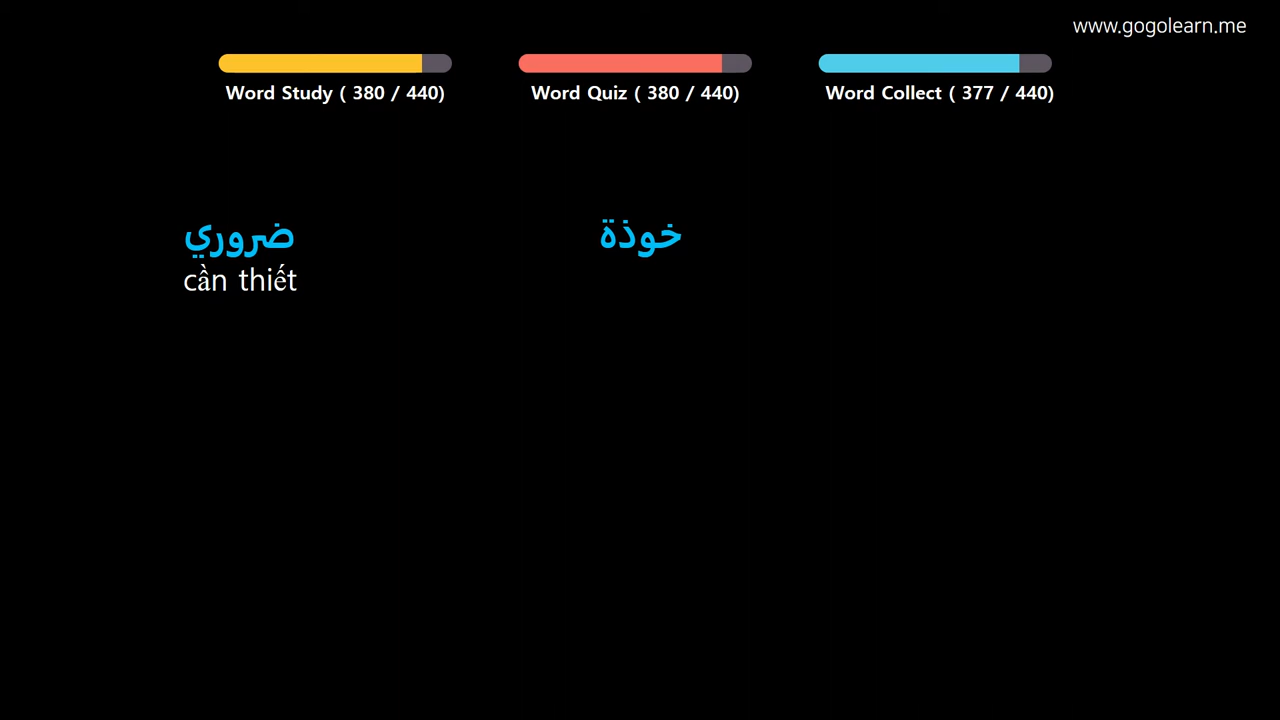 www.gogolearn.me
Word Study ( 380 / 440)
Word Quiz ( 380 / 440)
Word Collect ( 377 / 440)
ضروري
cần thiết
خوذة